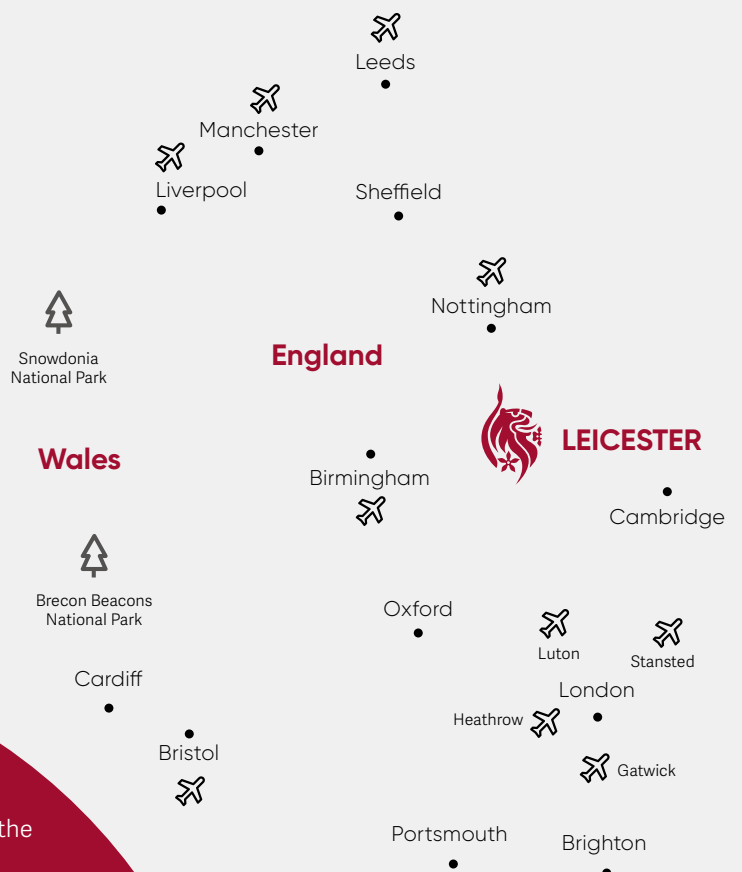 Leeds
Manchester
Liverpool
Sheffield
Nottingham
Snowdonia
National Park
England
LEICESTER
Wales
Birmingham
Cambridge
Brecon Beacons
National Park
Oxford
Luton
Stansted
Cardiff
London
Heathrow
Bristol
Gatwick
the
Portsmouth
Brighton